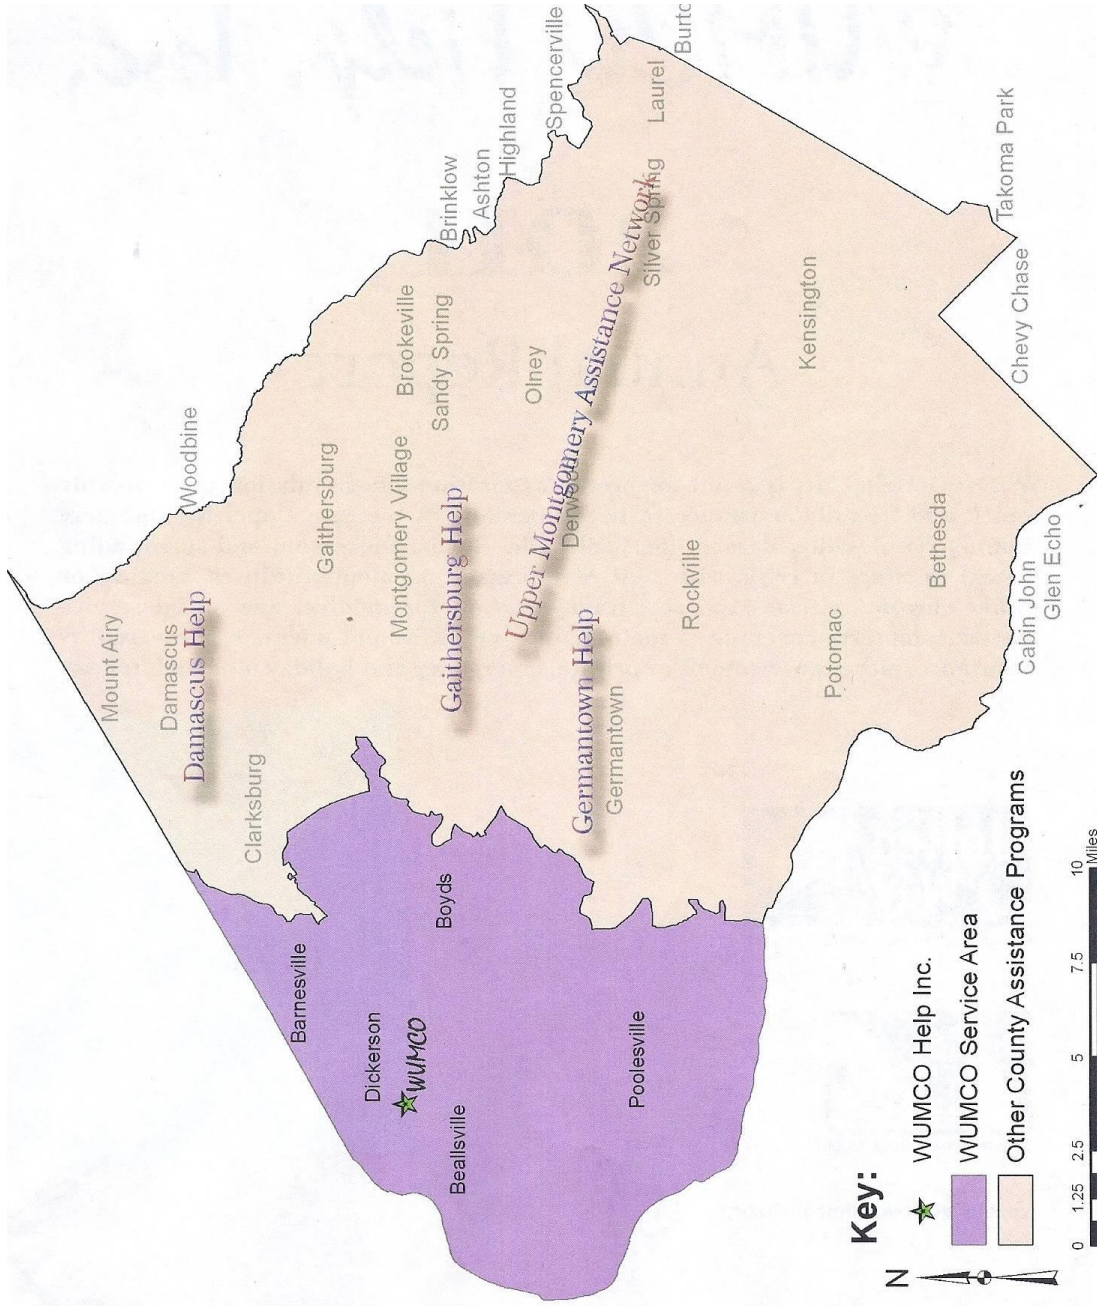 Mount Airy
Damascus
Woodbine
Damascus Help
Clarksburg
Barnesville
Gaithersburg
Dickerson
Montgomery Village
Brookeville
WUMCO
Sandy Spring
Boyds
Brinklow
Gaithersburg Help
Beallsville
Ashton
Highland
Upper Montgomery Assistance Network
Olney
Spencerville
Germantown Help
Germantown
Poolesville
Silver Spring
Laurel
Rockville
Kensington
Potomac
Bethesda
Takoma Park
Chevy Chase
Cabin John
Glen Echo
Key:
WUMCO Help Inc.
WUMCO Service Area
Other County Assistance Programs
N
0 1.25 2.5 5 7.5 10
Miles